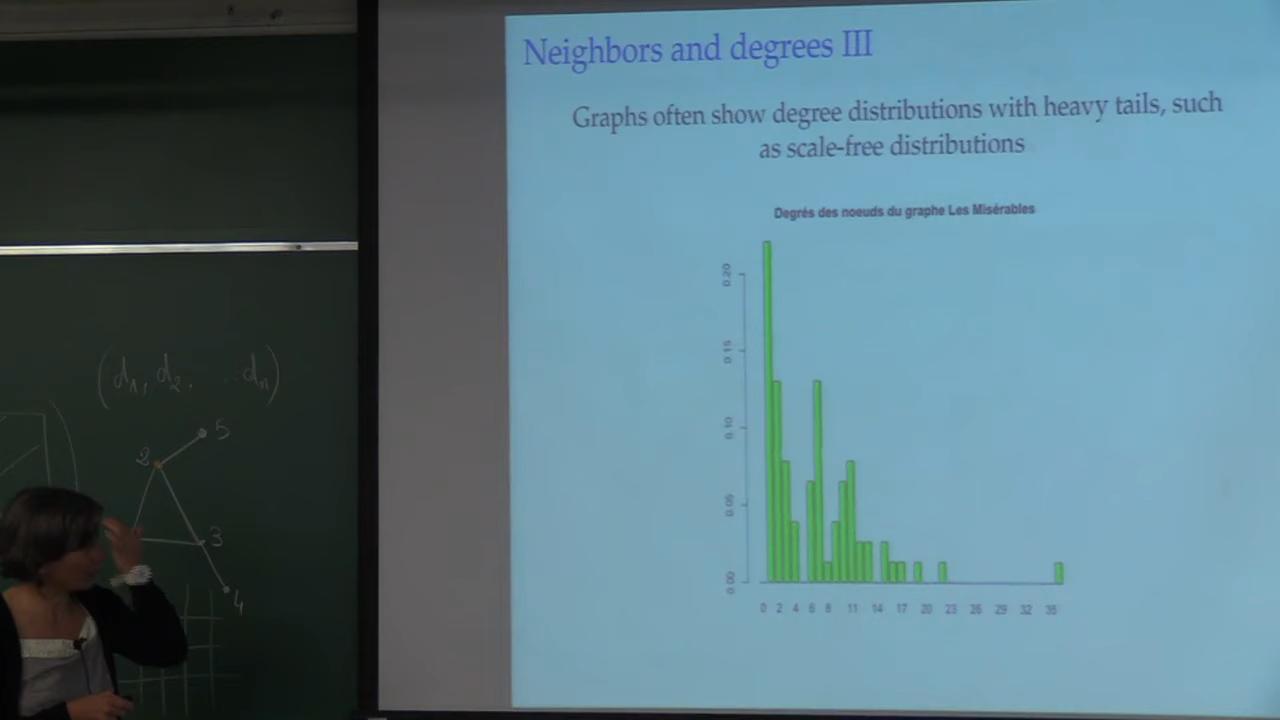 Neighbors and degrees III
Graphs often show degree distributions with heavy tails, such
as scale-free distributions
Degrés des noeuds du graphe Les Misérables
0.20
0.15
0.10
0.05
0.00
0 2 4 6 8 11 14 17 20 23 26 29 32 35
(d1, d2, ..dn)
5
2
3
4